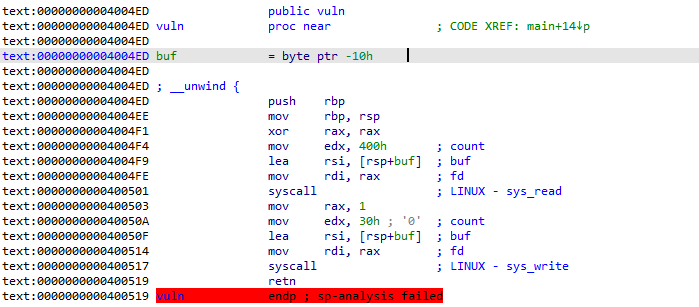 text:00000000004004ED public vuln
text:00000000004004ED vuln proc near ; CODE XREF: main+14↓p
text:00000000004004ED
text:00000000004004ED buf = byte ptr -10h
text:00000000004004ED
text:00000000004004ED ; __unwind {
text:00000000004004ED push rbp
text:00000000004004EE mov rbp, rsp
text:00000000004004F1 xor rax, rax
text:00000000004004F4 mov edx, 400h ; count
text:00000000004004F9 lea rsi, [rsp+buf] ; buf
text:00000000004004FE mov rdi, rax ; fd
text:0000000000400501 syscall ; LINUX - sys_read
text:0000000000400503 mov rax, 1
text:000000000040050A mov edx, 30h ; '0' ; count
text:000000000040050F lea rsi, [rsp+buf] ; buf
text:0000000000400514 mov rdi, rax ; fd
text:0000000000400517 syscall ; LINUX - sys_write
text:0000000000400519 retn
text:0000000000400519 vuln endp ; sp-analysis failed